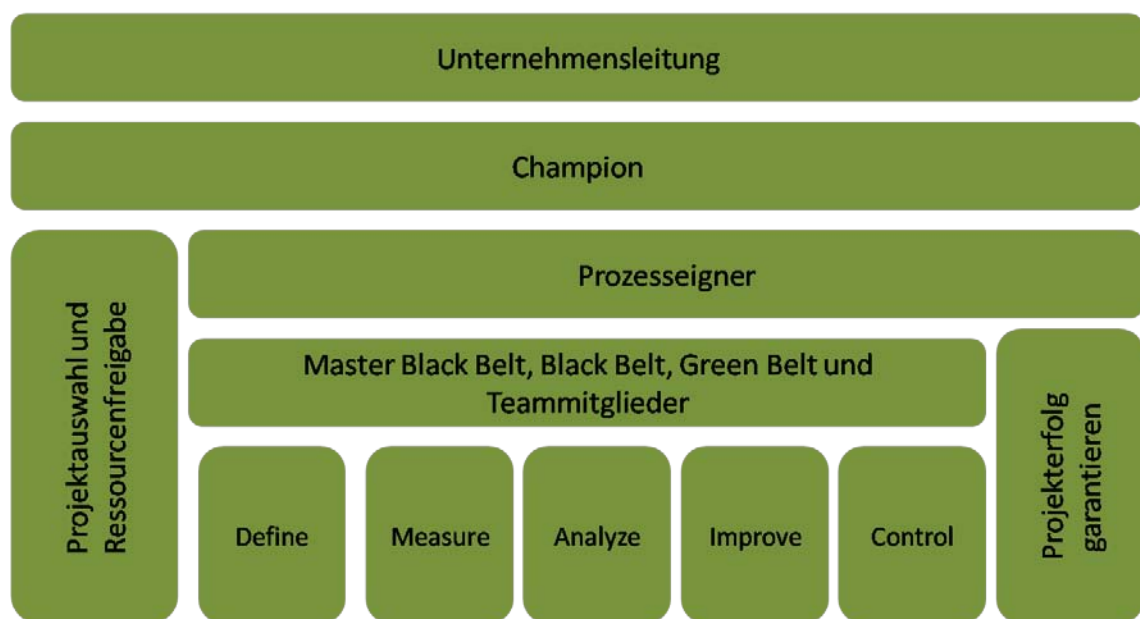 Unternehmensleitung
Champion
Projektauswahl und
Ressourcenfreigabe
Prozesseigner
Master Black Belt, Black Belt, Green Belt und
Teammitglieder
Define
Measure
Analyze
Improve
Control
Projekterfolg
garantieren